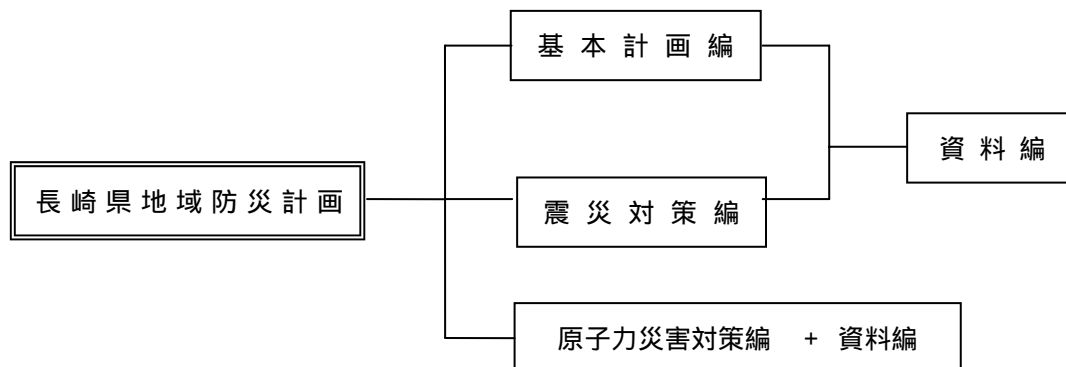 基本計画編
資料編
長崎県地域防災計画
震災対策編
原子力災害対策編 + 資料編